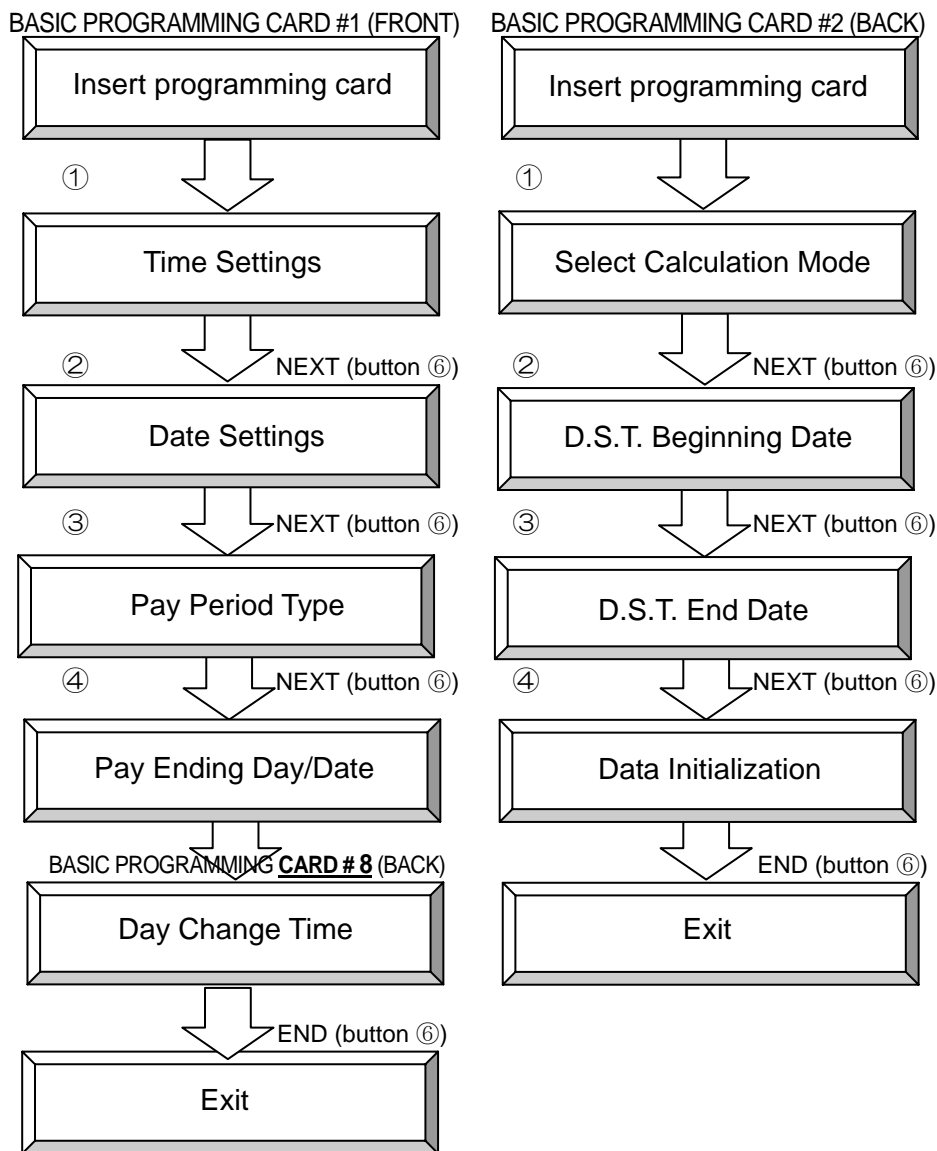 BASIC PROGRAMMING CARD #1 (FRONT)
Insert programming card
①
Time Settings
② NEXT (button ⑥)
Date Settings
③ NEXT (button ⑥)
Pay Period Type
④ NEXT (button ⑥)
Pay Ending Day/Date
BASIC PROGRAMMING CARD # 8 (BACK)
Day Change Time
END (button ⑥)
Exit
BASIC PROGRAMMING CARD #2 (BACK)
Insert programming card
①
Select Calculation Mode
② NEXT (button ⑥)
D.S.T. Beginning Date
③ NEXT (button ⑥)
D.S.T. End Date
④ NEXT (button ⑥)
Data Initialization
END (button ⑥)
Exit